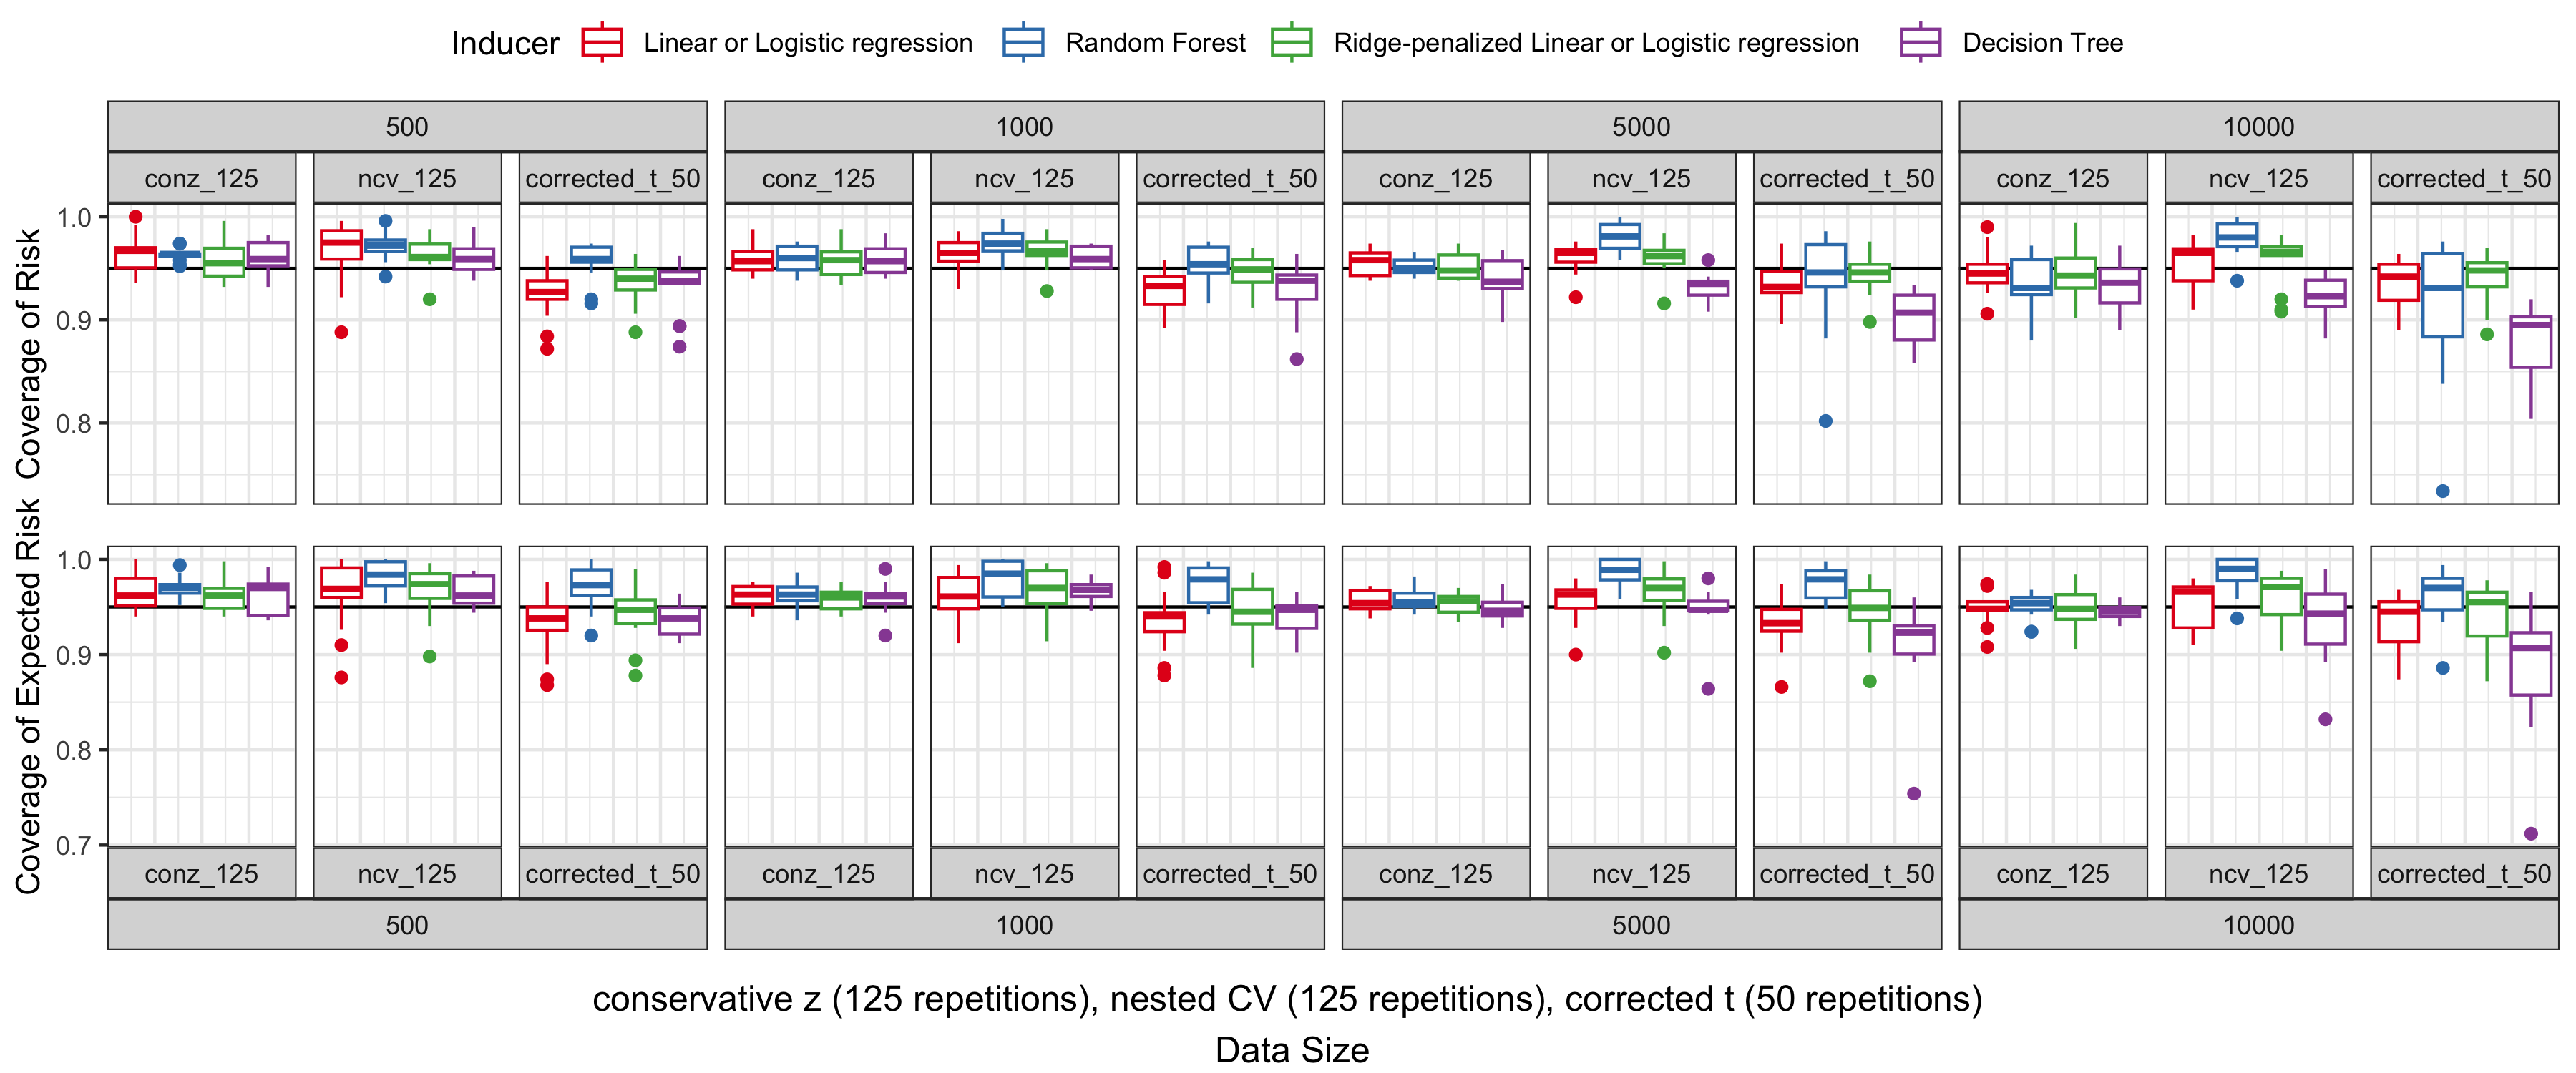 Inducer Linear or Logistic regression Random Forest Ridge-penalized Linear or Logistic regression Decision Tree
500 1000 5000 10000
conz_125 ncv_125 corrected_t_50 conz_125 ncv_125 corrected_t_50 conz_125 ncv_125 corrected_t_50 conz_125 ncv_125 corrected_t_50
Coverage of Risk
1.0
0.9
0.8
Coverage of Expected Risk
1.0
0.9
0.8
0.7
conz_125 ncv_125 corrected_t_50 conz_125 ncv_125 corrected_t_50 conz_125 ncv_125 corrected_t_50 conz_125 ncv_125 corrected_t_50
500 1000 5000 10000
conservative z (125 repetitions), nested CV (125 repetitions), corrected t (50 repetitions)
Data Size